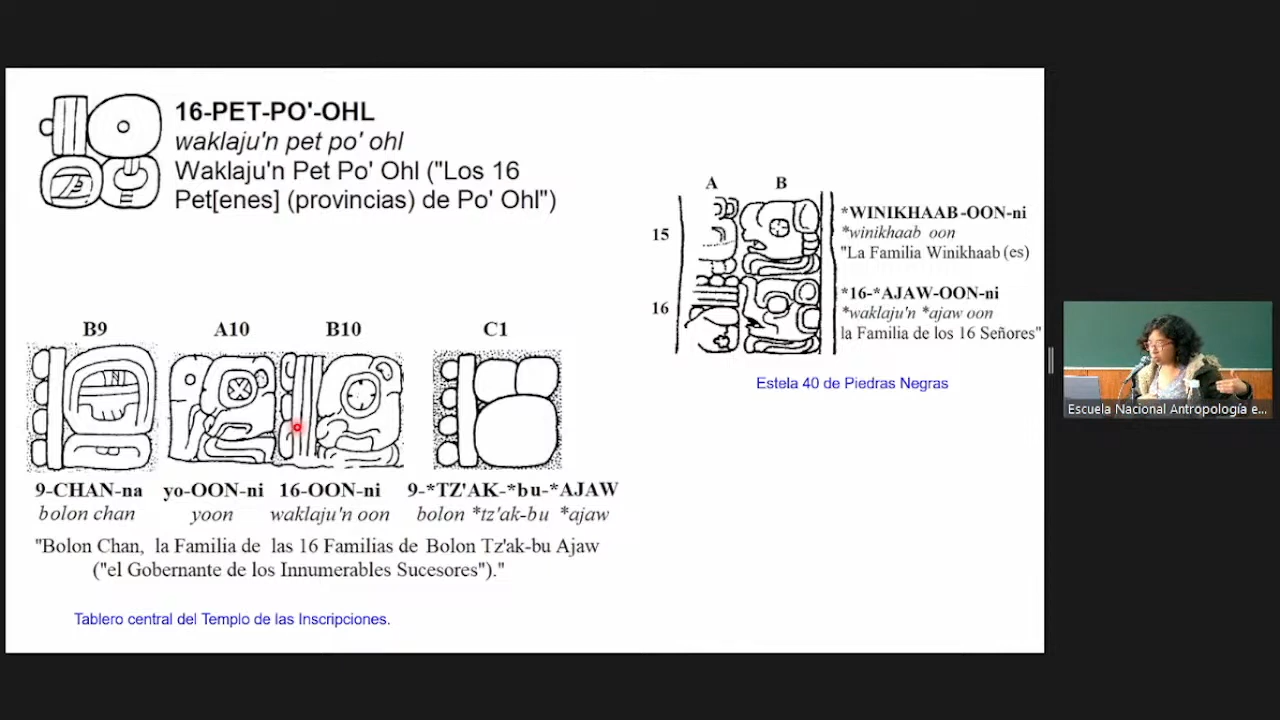 16-PET-PO'-OHL
waklaju'n pet po' ohl
Waklaju'n Pet Po' Ohl ("Los 16
Pet[enes] (provincias) de Po' Ohl")
A B
15
*WINIKHAAB-OON-ni
*winikhaab oon
"La Familia Winikhaab (es)
16
*16-*AJAW-OON-ni
*waklaju'n *ajaw oon
la Familia de los 16 Señores"
Estela 40 de Piedras Negras
B9 A10 B10 C1
9-CHAN-na yo-OON-ni 16-OON-ni 9-*TZ'AK-*bu-*AJAW
bolon chan yoon waklaju'n oon bolon *tz'ak-bu *ajaw
"Bolon Chan, la Familia de las 16 Familias de Bolon Tz'ak-bu Ajaw
("el Gobernante de los Innumerables Sucesores")."
Tablero central del Templo de las Inscripciones.
Escuela Nacional Antropología e...